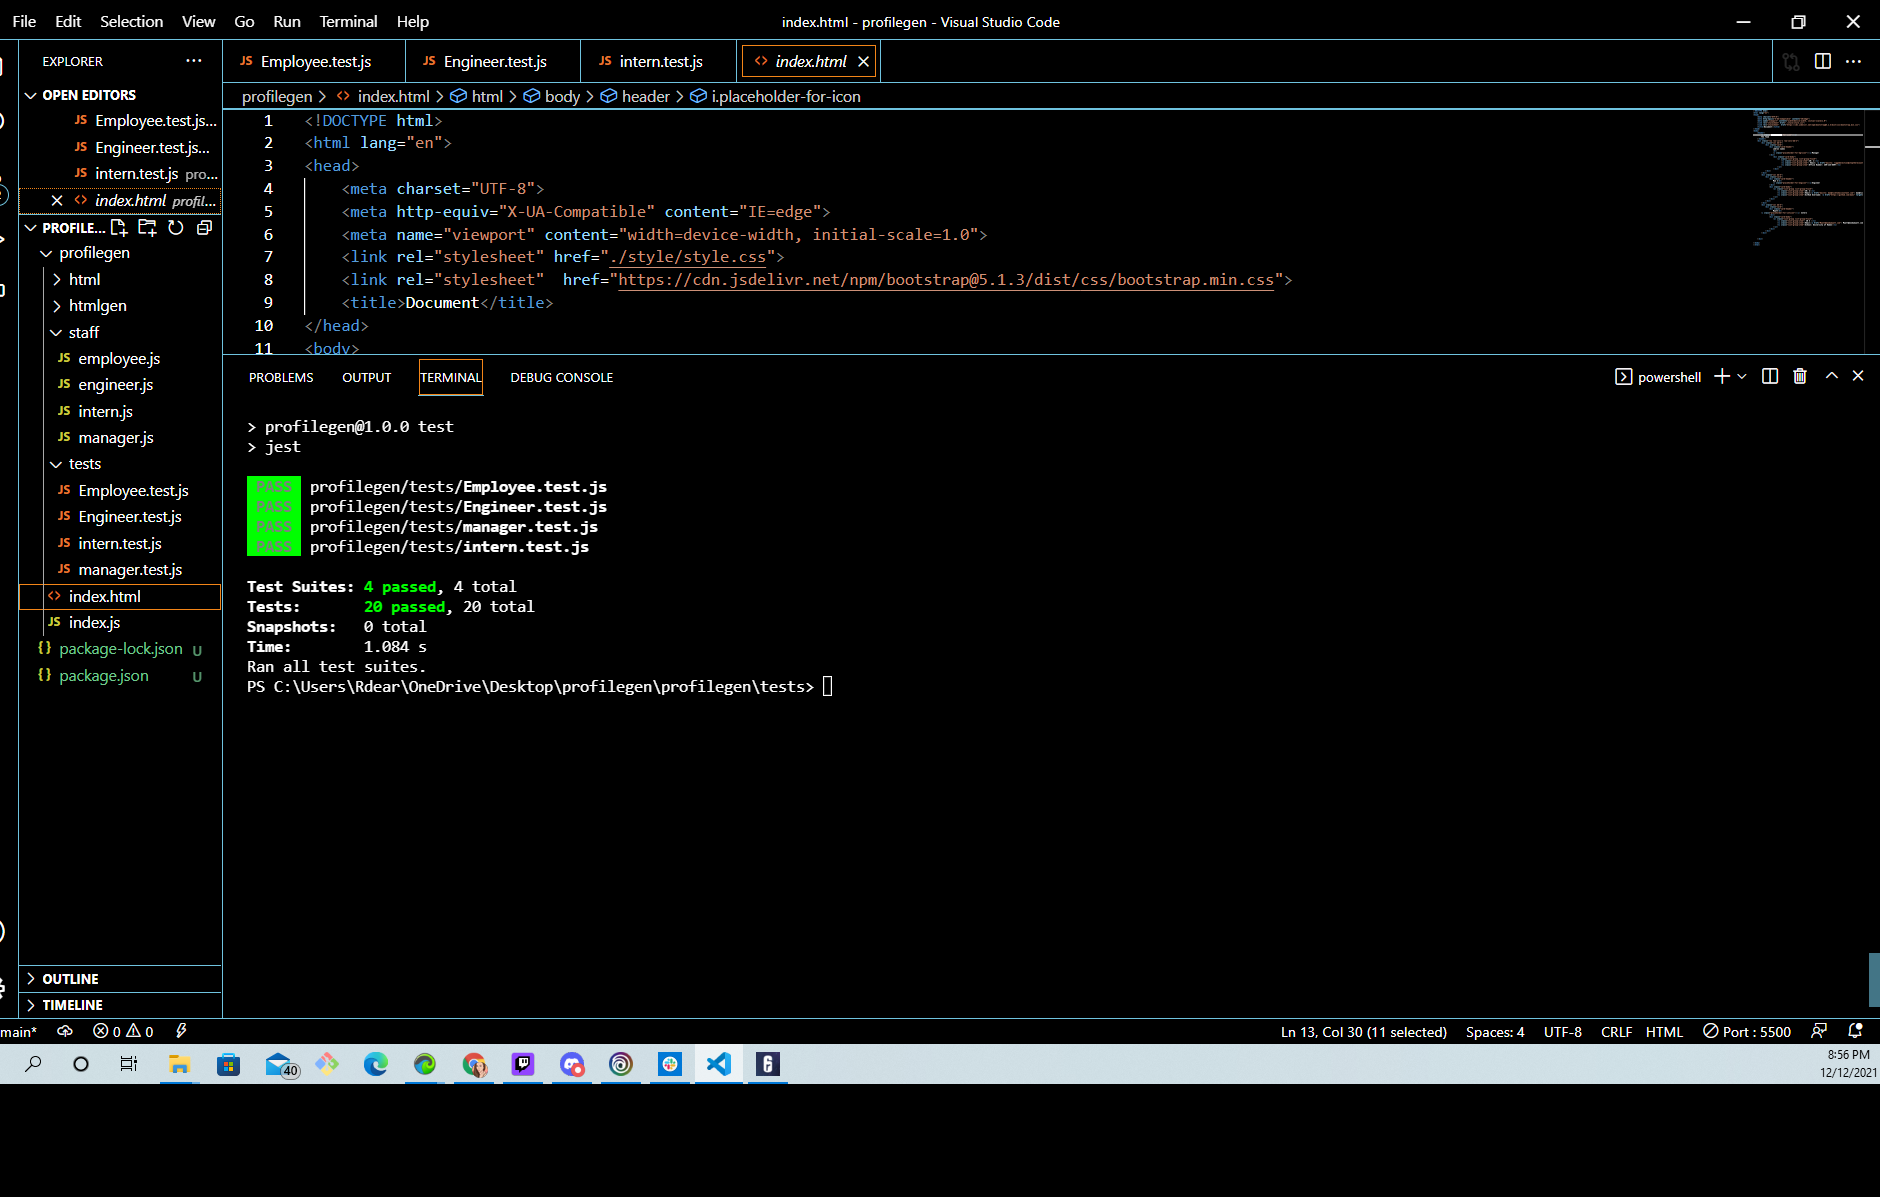 File Edit Selection View Go Run Terminal Help
index.html - profilegen - Visual Studio Code
EXPLORER
OPEN EDITORS
Employee.test.js...
Engineer.test.js...
intern.test.js pro...
index.html profil...
PROFILE...
profilegen
html
htmlgen
staff
JS employee.js
JS engineer.js
JS intern.js
JS manager.js
tests
JS Employee.test.js
JS Engineer.test.js
JS intern.test.js
JS manager.test.js
<> index.html
JS index.js
{} package-lock.json U
{} package.json U
OUTLINE
TIMELINE
JS Employee.test.js JS Engineer.test.js JS intern.test.js <> index.html
profilegen > <> index.html > html > body > header > i.placeholder-for-icon
1 <!DOCTYPE html>
2 <html lang="en">
3 <head>
4 <meta charset="UTF-8">
5 <meta http-equiv="X-UA-Compatible" content="IE=edge">
6 <meta name="viewport" content="width=device-width, initial-scale=1.0">
7 <link rel="stylesheet" href="./style/style.css">
8 <link rel="stylesheet"  href="https://cdn.jsdelivr.net/npm/bootstrap@5.1.3/dist/css/bootstrap.min.css">
9 <title>Document</title>
10 </head>
11 <body>
PROBLEMS OUTPUT TERMINAL DEBUG CONSOLE
powershell
> profilegen@1.0.0 test
> jest
PASS profilegen/tests/Employee.test.js
PASS profilegen/tests/Engineer.test.js
PASS profilegen/tests/manager.test.js
PASS profilegen/tests/intern.test.js
Test Suites: 4 passed, 4 total
Tests: 20 passed, 20 total
Snapshots: 0 total
Time: 1.084 s
Ran all test suites.
PS C:\Users\Rdear\OneDrive\Desktop\profilegen\profilegen\tests>
main* 0 0
Ln 13, Col 30 (11 selected) Spaces: 4 UTF-8 CRLF HTML Port : 5500
40
8:56 PM
12/12/2021